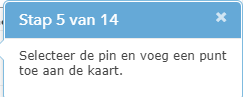 Stap 5 van 14
Selecteer de pin en voeg een punt
toe aan de kaart.